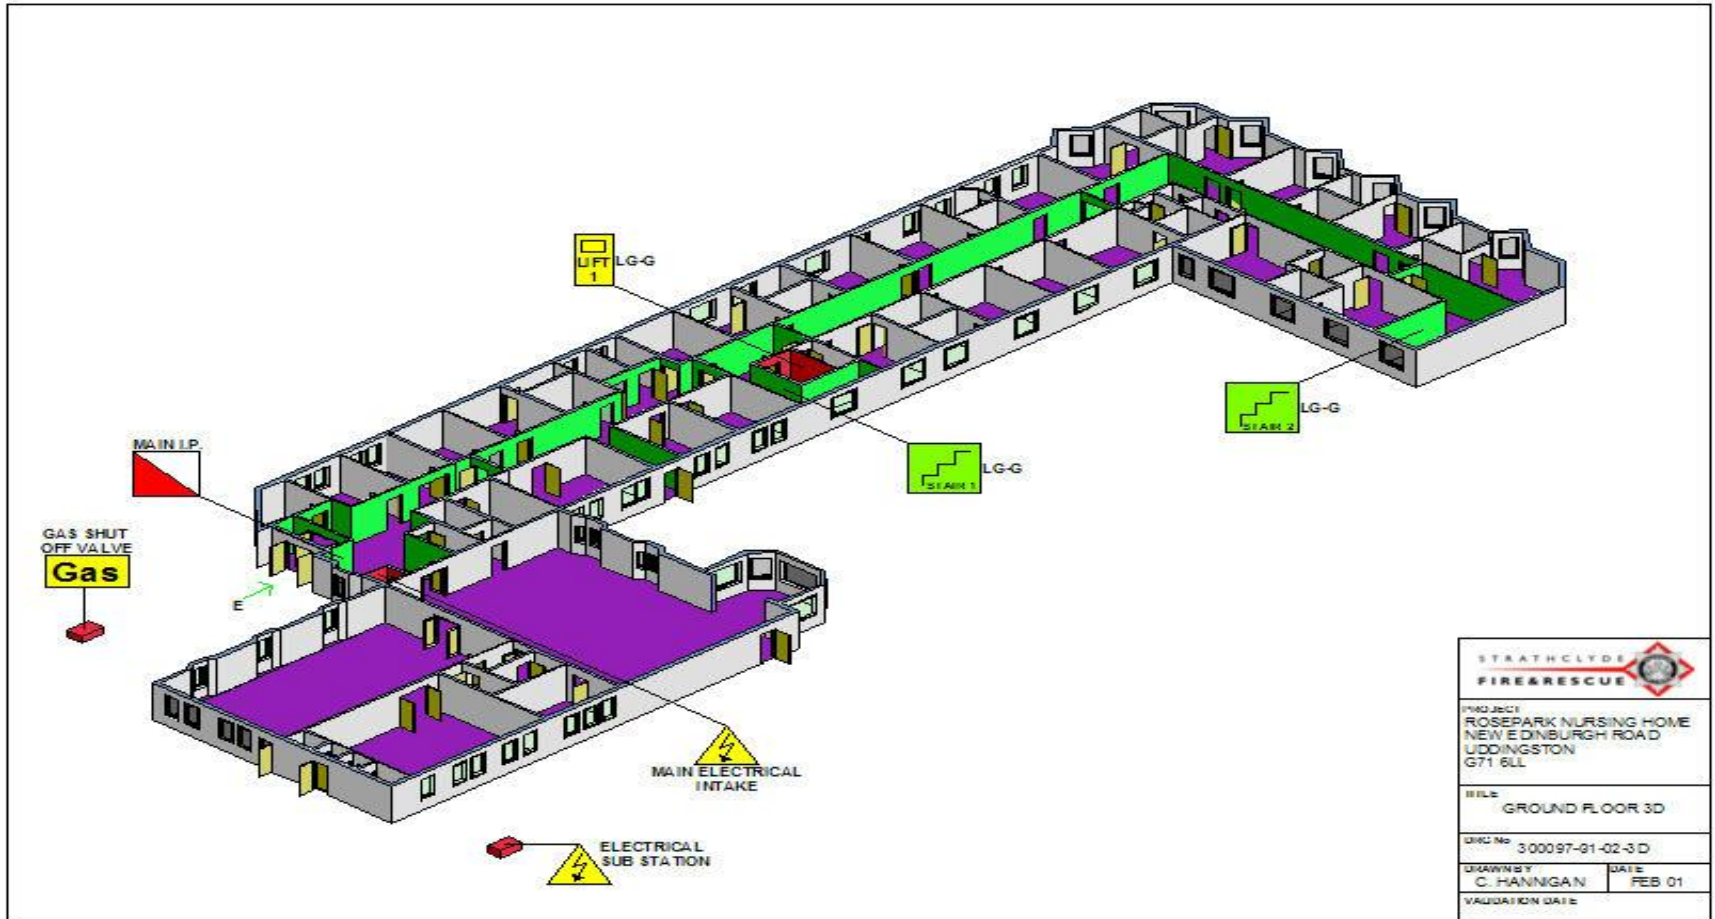 LIFT
1
LG-G
LG-G
STAIR 2
LG-G
STAIR 1
MAIN I.P.
GAS SHUT
OFF VALVE
Gas
E
MAIN ELECTRICAL
INTAKE
ELECTRICAL
SUB STATION
STRATHCLYDE
FIRE&RESCUE
PROJECT
ROSEPARK NURSING HOME
NEW EDINBURGH ROAD
UDDINGSTON
G71 6LL
TITLE
GROUND FLOOR 3D
DRG No 300097-01-02-3D
DRAWN BY
C. HANNIGAN
DATE
FEB 01
VALIDATION DATE